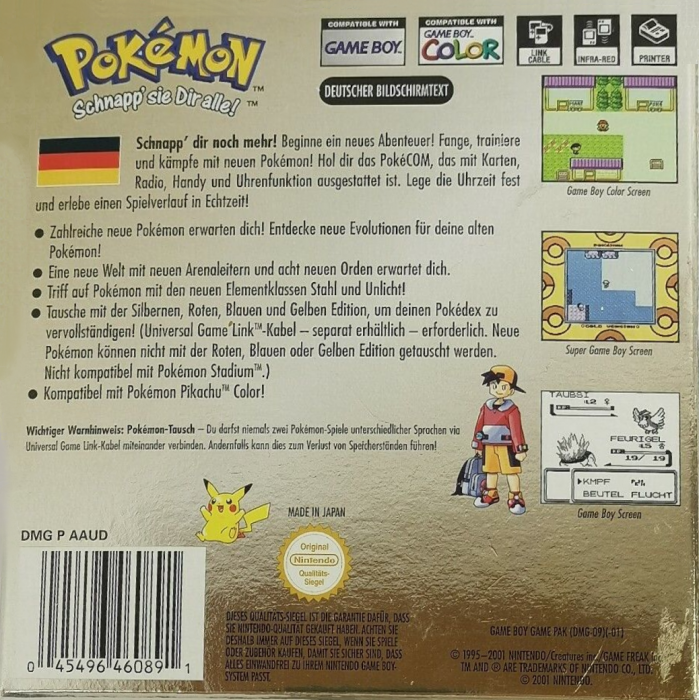 POKéMON™
Schnapp' sie Dir alle!™
COMPATIBLE WITH
GAME BOY
COMPATIBLE WITH
GAME BOY
COLOR
LINK
CABLE
INFRA-RED
PRINTER
DEUTSCHER BILDSCHIRMTEXT
Schnapp' dir noch mehr! Beginne ein neues Abenteuer! Fange, trainiere
und kämpfe mit neuen Pokémon! Hol dir das PokéCOM, das mit Karten,
Radio, Handy und Uhrenfunktion ausgestattet ist. Lege die Uhrzeit fest
und erlebe einen Spielverlauf in Echtzeit!
● Zahlreiche neue Pokémon erwarten dich! Entdecke neue Evolutionen für deine alten
Pokémon!
● Eine neue Welt mit neuen Arenaleitern und acht neuen Orden erwartet dich.
● Triff auf Pokémon mit den neuen Elementklassen Stahl und Unlicht!
● Tausche mit der Silbernen, Roten, Blauen und Gelben Edition, um deinen Pokédex zu
vervollständigen! (Universal Game Link™-Kabel – separat erhältlich – erforderlich. Neue
Pokémon können nicht mit der Roten, Blauen oder Gelben Edition getauscht werden.
Nicht kompatibel mit Pokémon Stadium™.)
● Kompatibel mit Pokémon Pikachu™ Color!
Wichtiger Warnhinweis: Pokémon-Tausch – Du darfst niemals zwei Pokémon-Spiele unterschiedlicher Sprachen via
Universal Game Link-Kabel miteinander verbinden. Andernfalls kann dies zum Verlust von Speicherständen führen!
Game Boy Color Screen
Super Game Boy Screen
TAUBSI
:L2 ♀
FEURIGEL
:L5 ♂
19/ 19
▶KMPF
BEUTEL FLUCHT
Game Boy Screen
MADE IN JAPAN
DMG P AAUD
Original
Nintendo
Qualitäts-
Siegel
0 45496 46089 1
DIESES QUALITÄTS-SIEGEL IST DIE GARANTIE DAFÜR, DASS
SIE NINTENDO-QUALITÄT GEKAUFT HABEN. ACHTEN SIE
DESHALB IMMER AUF DIESES SIEGEL, WENN SIE SPIELE
ODER ZUBEHÖR KAUFEN, DAMIT SIE SICHER SIND, DASS
ALLES EINWANDFREI ZU IHREM NINTENDO GAME BOY-
SYSTEM PASST.
GAME BOY GAME PAK (DMG-09)(-01)
© 1995–2001 NINTENDO/Creatures inc./GAME FREAK inc.
TM AND ® ARE TRADEMARKS OF NINTENDO CO., LTD.
© 2001 NINTENDO.